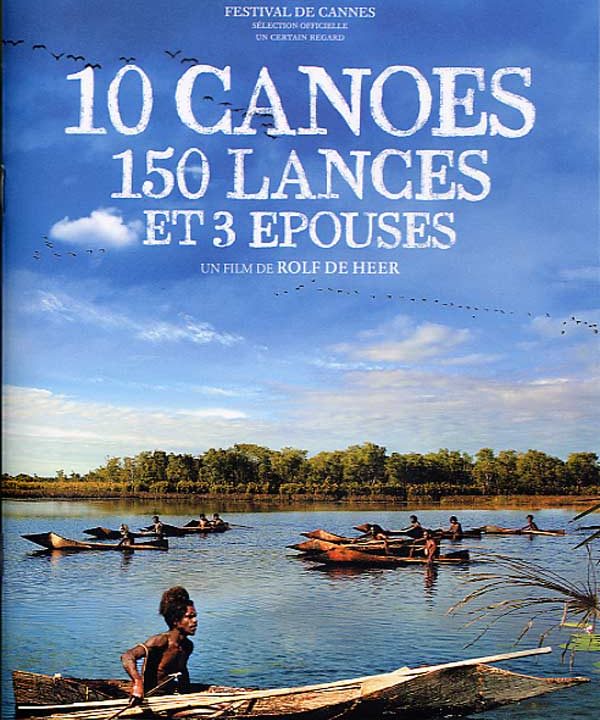 FESTIVAL DE CANNES
SÉLECTION OFFICIELLE
UN CERTAIN REGARD
10 CANOES
150 LANCES
ET 3 EPOUSES
UN FILM DE ROLF DE HEER